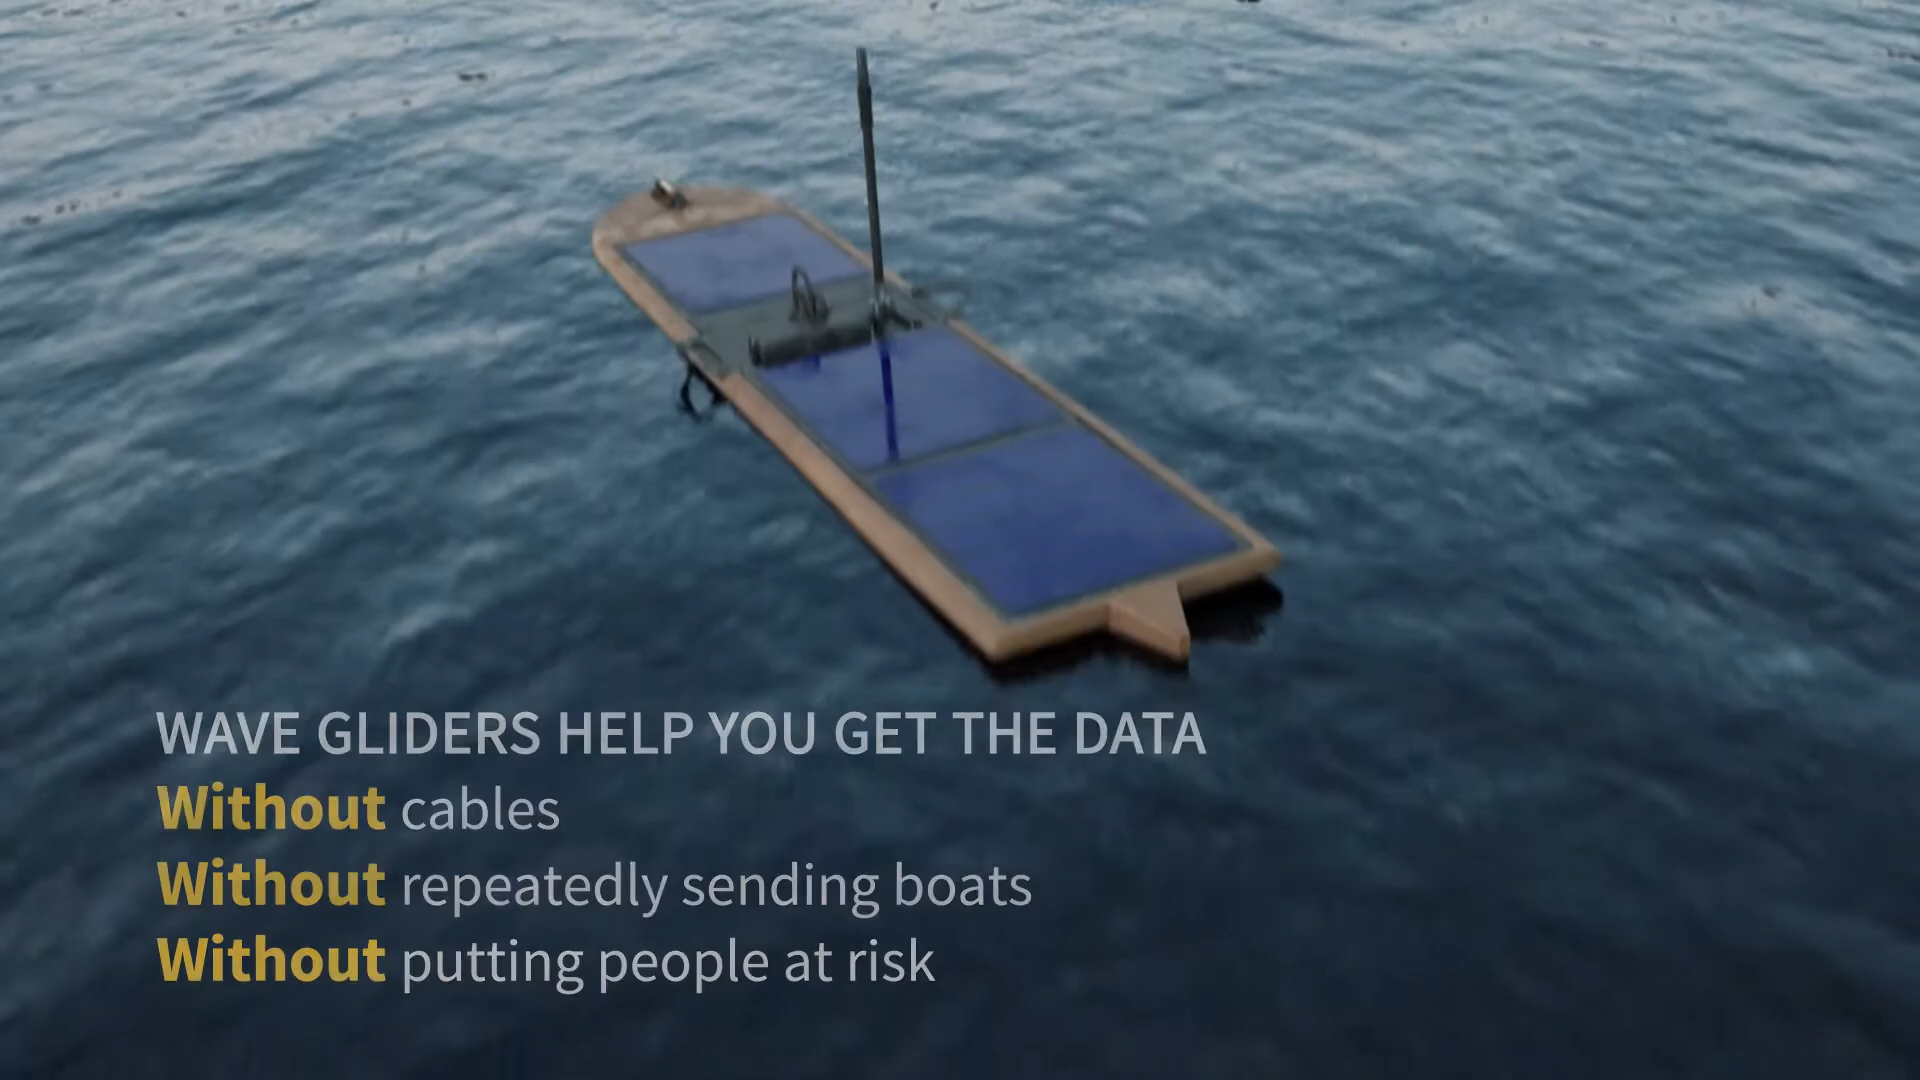 WAVE GLIDERS HELP YOU GET THE DATA
Without cables
Without repeatedly sending boats
Without putting people at risk